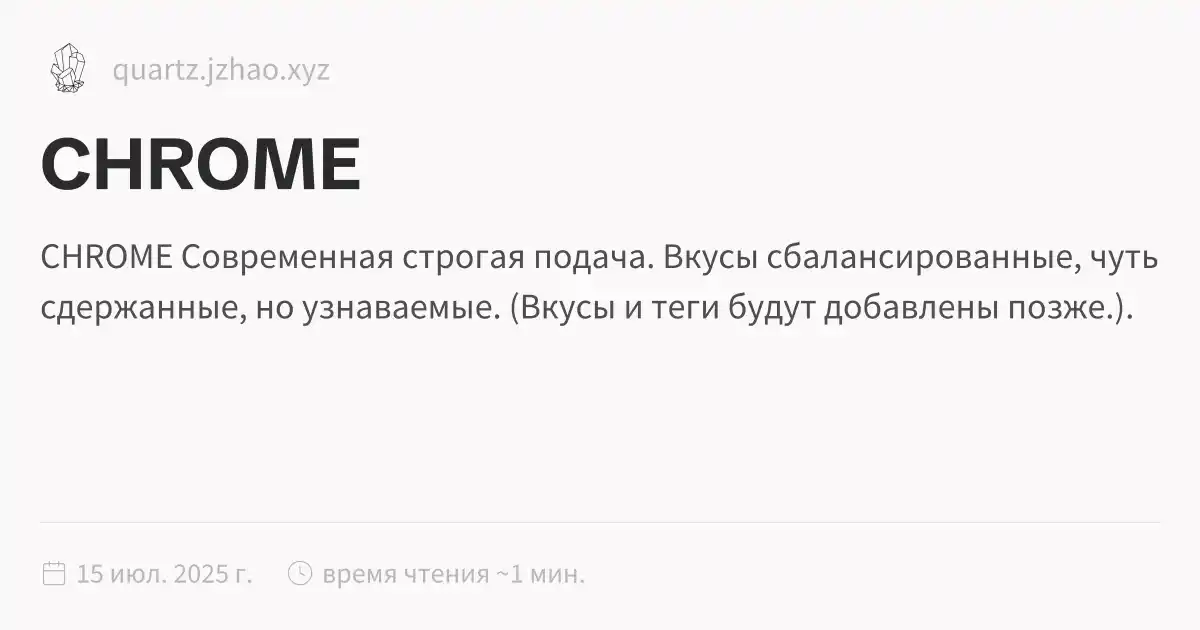 quartz.jzhao.xyz
CHROME
CHROME Современная строгая подача. Вкусы сбалансированные, чуть
сдержанные, но узнаваемые. (Вкусы и теги будут добавлены позже.).
15 июл. 2025 г.
время чтения ~1 мин.